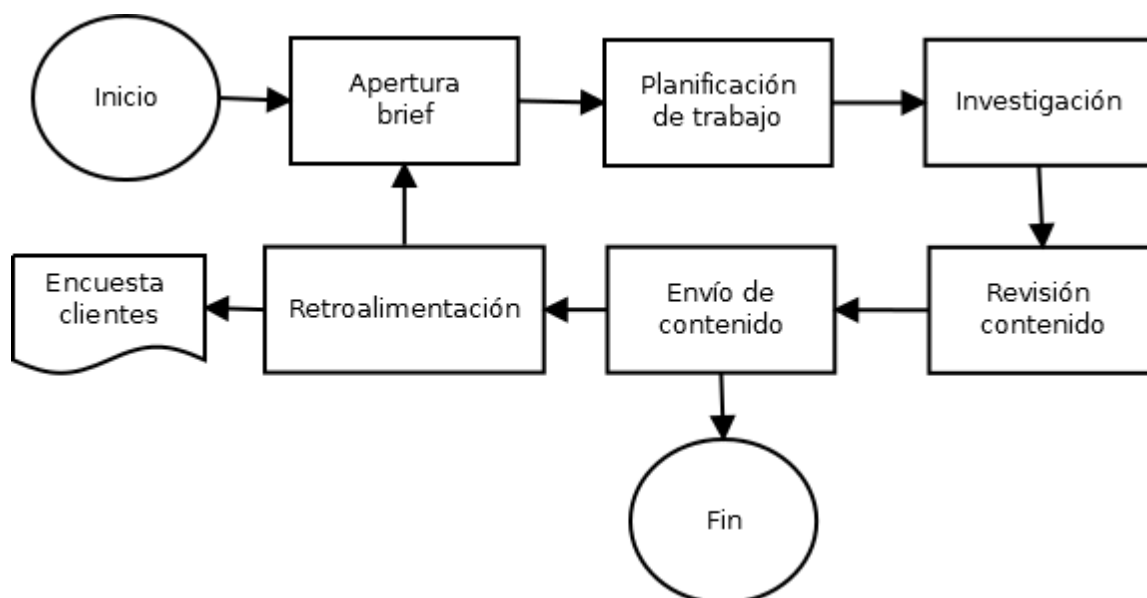 Inicio
Apertura
brief
Planificación
de trabajo
Investigación
Encuesta
clientes
Retroalimentación
Envío de
contenido
Revisión
contenido
Fin